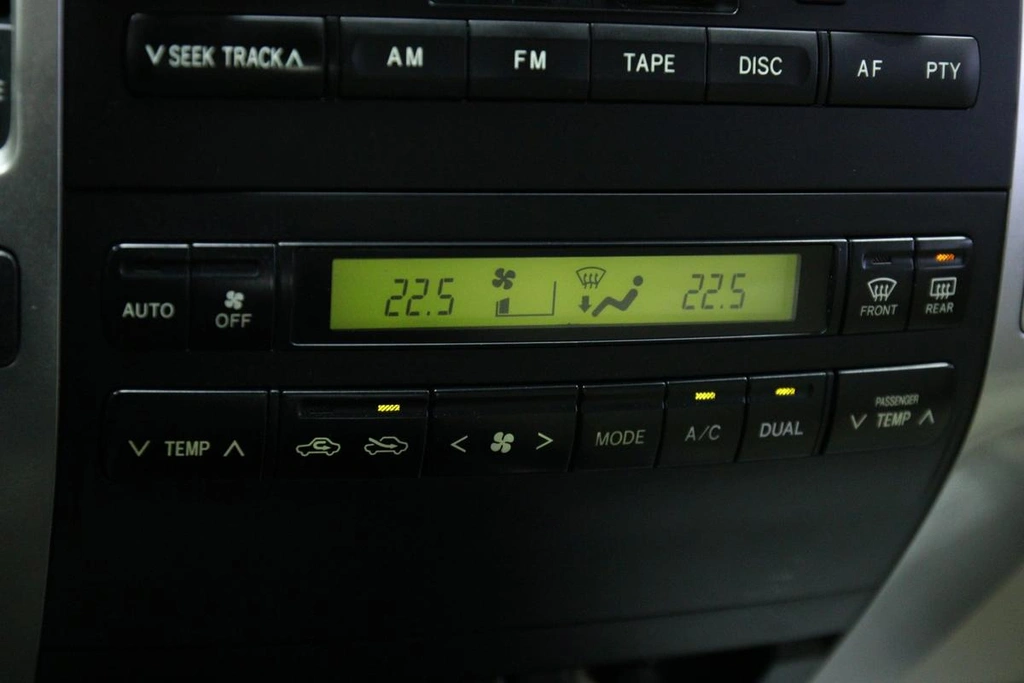 SEEK TRACK AM FM TAPE DISC AF PTY
AUTO OFF 22.5 22.5 FRONT REAR
TEMP MODE A/C DUAL PASSENGER TEMP